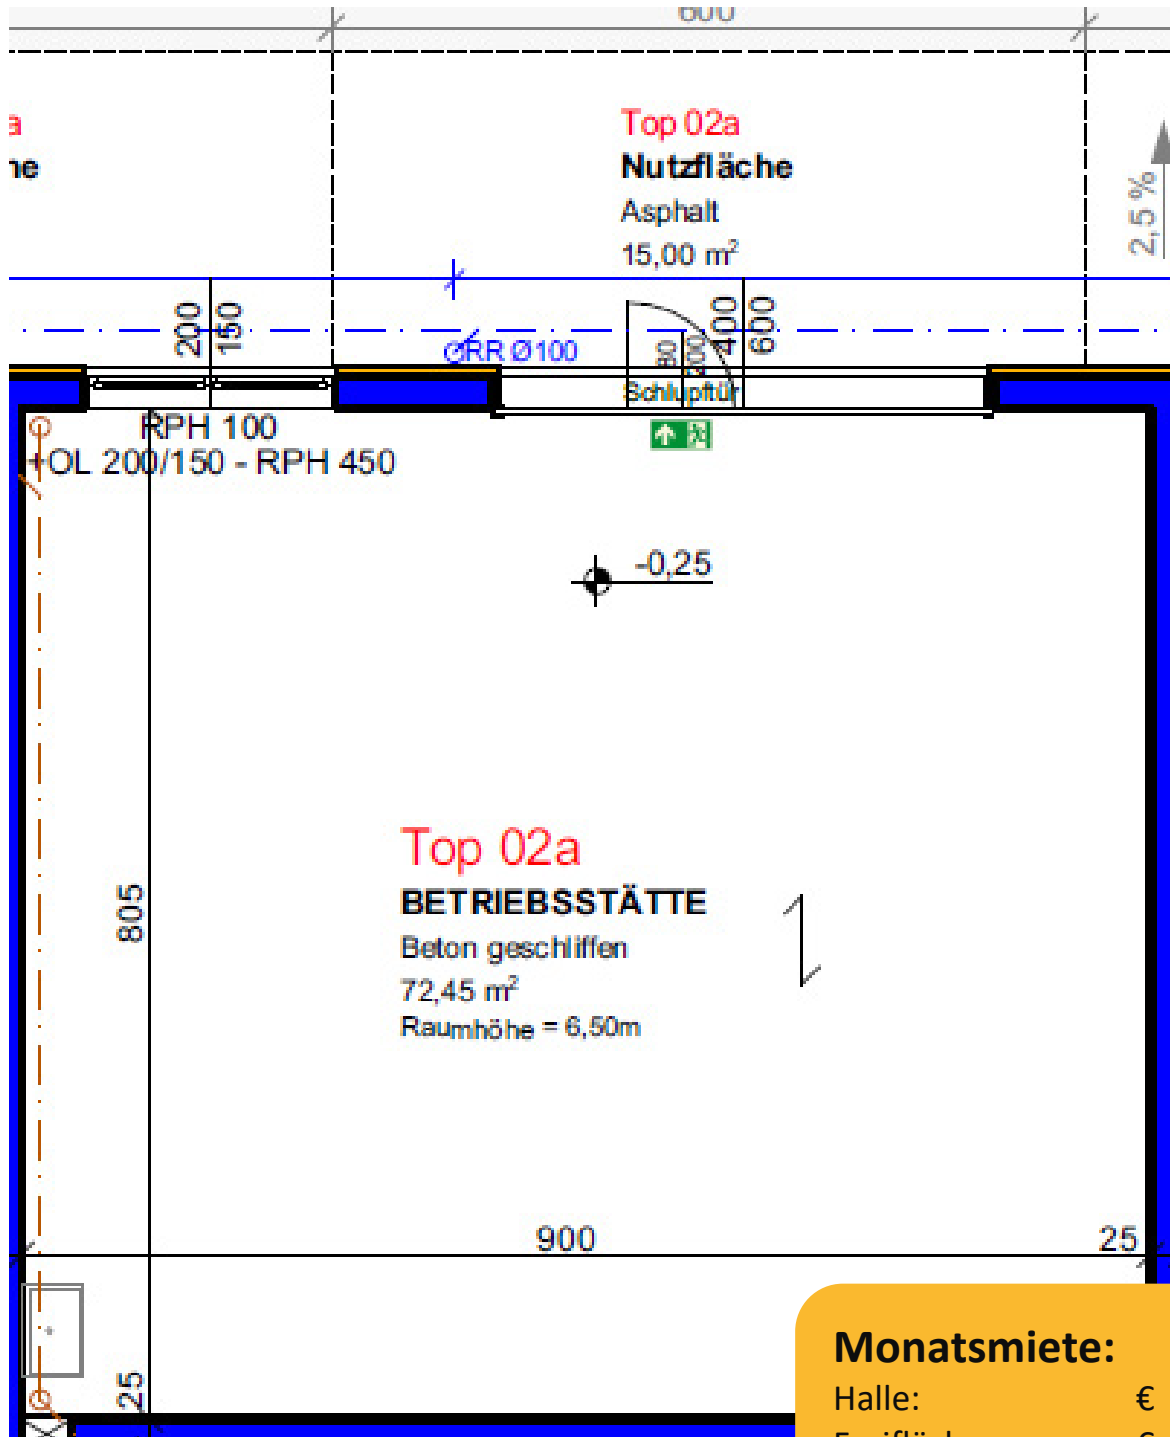 600
a
Top 02a
ne
Nutzfläche
Asphalt
15,00 m²
2,5 %
200
150
RR Ø100
80
200
400
600
Schlupftür
RPH 100
+OL 200/150 - RPH 450
-0,25
Top 02a
BETRIEBSSTÄTTE
Beton geschliffen
72,45 m²
Raumhöhe = 6,50m
805
900
25
25
Monatsmiete:
Halle: €